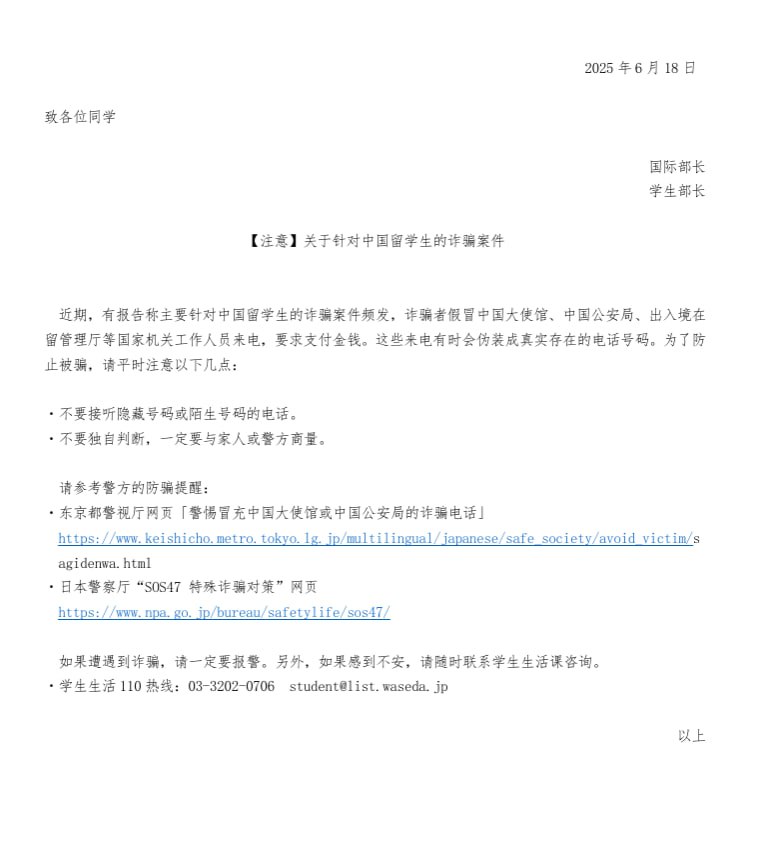 2025 年 6 月 18 日
致各位同学
国际部长
学生部长
【注意】关于针对中国留学生的诈骗案件
近期，有报告称主要针对中国留学生的诈骗案件频发，诈骗者假冒中国大使馆、中国公安局、出入境在
留管理厅等国家机关工作人员来电，要求支付金钱。这些来电有时会伪装成真实存在的电话号码。为了防
止被骗，请平时注意以下几点：
・不要接听隐藏号码或陌生号码的电话。
・不要独自判断，一定要与家人或警方商量。
请参考警方的防骗提醒：
・东京都警视厅网页「警惕冒充中国大使馆或中国公安局的诈骗电话」
https://www.keishicho.metro.tokyo.lg.jp/multilingual/japanese/safe_society/avoid_victim/s
agidenwa.html
・日本警察厅“SOS47 特殊诈骗对策”网页
https://www.npa.go.jp/bureau/safetylife/sos47/
如果遭遇到诈骗，请一定要报警。另外，如果感到不安，请随时联系学生生活课咨询。
・学生生活 110 热线：03-3202-0706 student@list.waseda.jp
以上